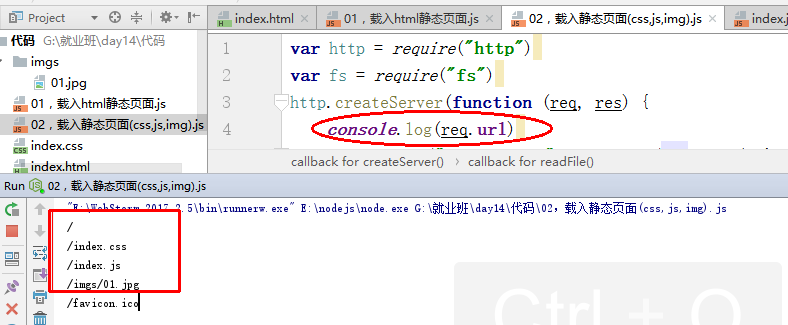 Project
index.html
01，载入html静态页面.js
02，载入静态页面(css,js,img).js
index.j
代码 G:\就业班\day14\代码
imgs
01.jpg
01，载入html静态页面.js
02，载入静态页面(css,js,img).js
index.css
index.html
1 var http = require("http")
2 var fs = require("fs")
3 http.createServer(function (req, res) {
4 console.log(req.url)
callback for createServer() › callback for readFile()
Run 02，载入静态页面(css,js,img).js
"E:\WebStorm 2017.2.5\bin\runnerw.exe" E:\nodejs\node.exe G:\就业班\day14\代码\02，载入静态页面(css,js,img).js
/
/index.css
/index.js
/imgs/01.jpg
/favicon.ico
Ctrl + Q